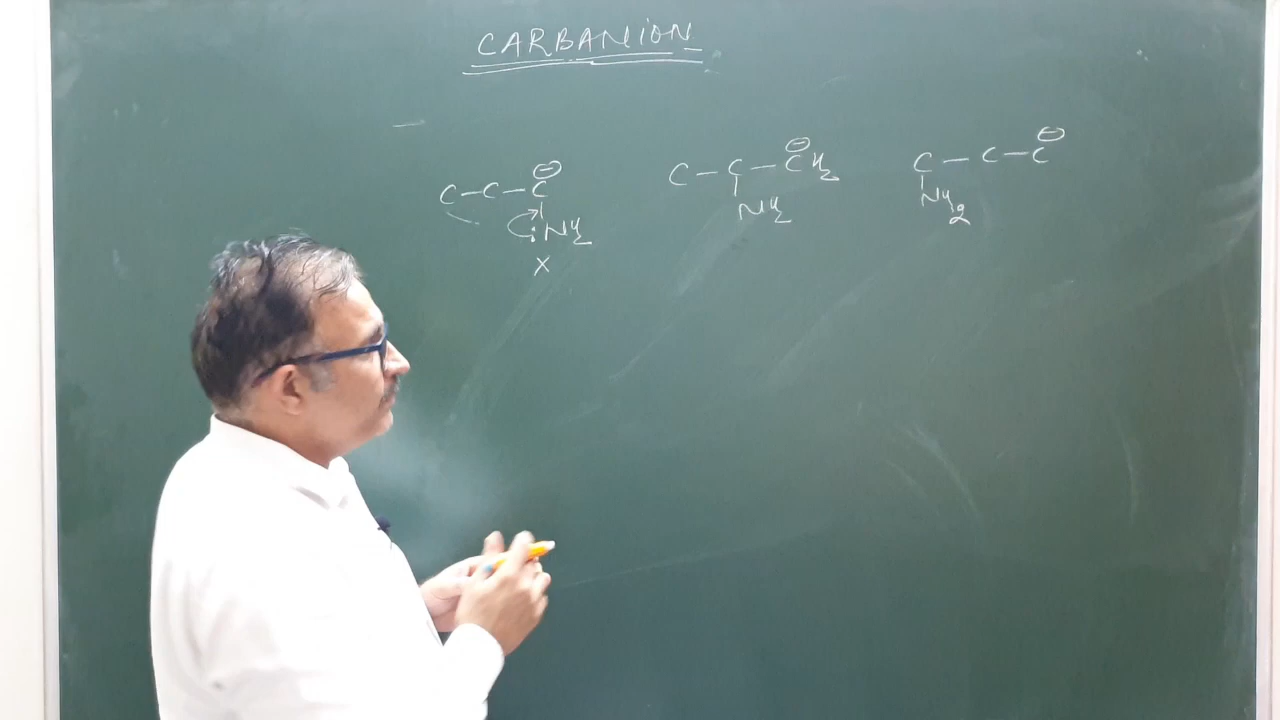 CARBANION
C – C – C⊖
:NH2
X
C – C – C⊖H2
NH2
C – C – C⊖
NH2